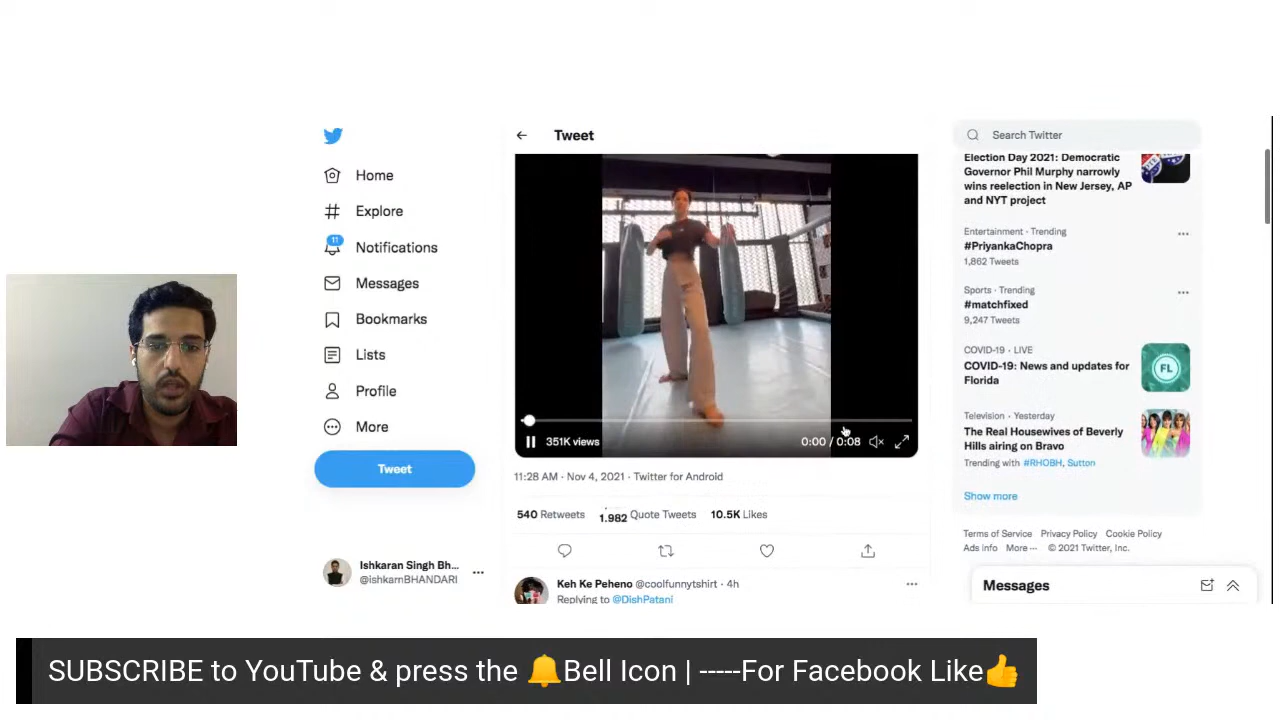 Home
Explore
11
Notifications
Messages
Bookmarks
Lists
Profile
More
Tweet
Ishkaran Singh Bh...
@ishkarnBHANDARI
Tweet
351K views
0:00 / 0:08
11:28 AM · Nov 4, 2021 · Twitter for Android
540 Retweets 1,982 Quote Tweets 10.5K Likes
Keh Ke Peheno @coolfunnytshirt · 4h
Replying to @DishPatani
Search Twitter
Election Day 2021: Democratic
Governor Phil Murphy narrowly
wins reelection in New Jersey, AP
and NYT project
Entertainment · Trending
#PriyankaChopra
1,862 Tweets
Sports · Trending
#matchfixed
9,247 Tweets
COVID-19 · LIVE
COVID-19: News and updates for
Florida
FL
Television · Yesterday
The Real Housewives of Beverly
Hills airing on Bravo
Trending with #RHOBH, Sutton
Show more
Terms of Service Privacy Policy Cookie Policy
Ads info More ··· © 2021 Twitter, Inc.
Messages
SUBSCRIBE to YouTube & press the 🔔Bell Icon | -----For Facebook Like👍